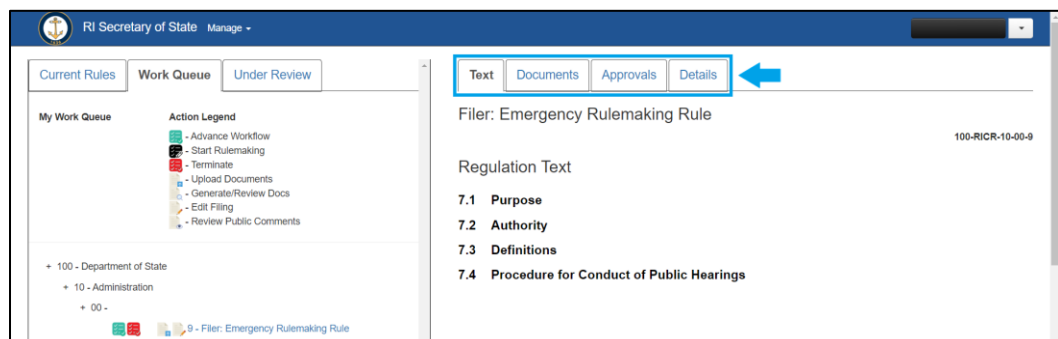 RI Secretary of State Manage
Current Rules Work Queue Under Review
My Work Queue Action Legend
- Advance Workflow
- Start Rulemaking
- Terminate
- Upload Documents
- Generate/Review Docs
- Edit Filing
- Review Public Comments
+ 100 - Department of State
+ 10 - Administration
+ 00 -
9 - Filer: Emergency Rulemaking Rule
Text Documents Approvals Details
Filer: Emergency Rulemaking Rule
100-RICR-10-00-9
Regulation Text
7.1 Purpose
7.2 Authority
7.3 Definitions
7.4 Procedure for Conduct of Public Hearings